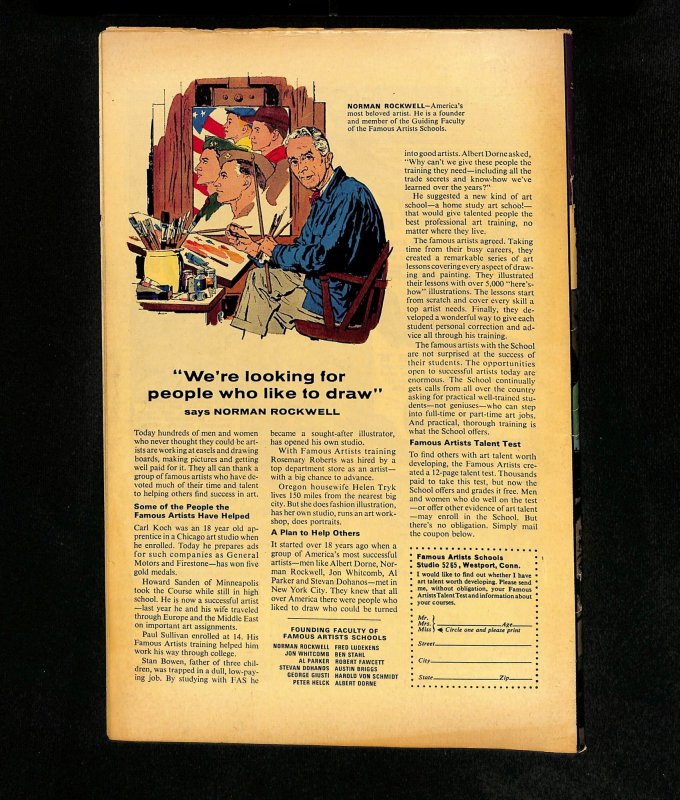 NORMAN ROCKWELL—America's
most beloved artist. He is a founder
and member of the Guiding Faculty
of the Famous Artists Schools.
"We're looking for
people who like to draw"
says NORMAN ROCKWELL
Today hundreds of men and women
who never thought they could be art-
ists are working at easels and drawing
boards, making pictures and getting
well paid for it. They all can thank a
group of famous artists who have de-
voted much of their time and talent
to helping others find success in art.
Some of the People the
Famous Artists Have Helped
Carl Koch was an 18 year old ap-
prentice in a Chicago art studio when
he enrolled. Today he prepares ads
for such companies as General
Motors and Firestone—has won five
gold medals.
Howard Sanden of Minneapolis
took the Course while still in high
school. He is now a successful artist
—last year he and his wife traveled
through Europe and the Middle East
on important art assignments.
Paul Sullivan enrolled at 14. His
Famous Artists training helped him
work his way through college.
Stan Bowen, father of three chil-
dren, was trapped in a dull, low-pay-
ing job. By studying with FAS he
became a sought-after illustrator,
has opened his own studio.
With Famous Artists training
Rosemary Roberts was hired by a
top department store as an artist—
with a big chance to advance.
Oregon housewife Helen Tryk
lives 150 miles from the nearest big
city. But she does fashion illustration,
has her own studio, runs an art work-
shop, does portraits.
A Plan to Help Others
It started over 18 years ago when a
group of America's most successful
artists—men like Albert Dorne, Nor-
man Rockwell, Jon Whitcomb, Al
Parker and Stevan Dohanos—met in
New York City. They knew that all
over America there were people who
liked to draw who could be turned
FOUNDING FACULTY OF
FAMOUS ARTISTS SCHOOLS
NORMAN ROCKWELL FRED LUDEKENS
JON WHITCOMB BEN STAHL
AL PARKER ROBERT FAWCETT
STEVAN DOHANOS AUSTIN BRIGGS
GEORGE GIUSTI HAROLD VON SCHMIDT
PETER HELCK ALBERT DORNE
into good artists. Albert Dorne asked,
"Why can't we give these people the
training they need—including all the
trade secrets and know-how we've
learned over the years?"
He suggested a new kind of art
school—a home study art school—
that would give talented people the
best professional art training, no
matter where they live.
The famous artists agreed. Taking
time from their busy careers, they
created a remarkable series of art
lessons covering every aspect of draw-
ing and painting. They illustrated
their lessons with over 5,000 "here's-
how" illustrations. The lessons start
from scratch and cover every skill a
top artist needs. Finally, they de-
veloped a wonderful way to give each
student personal correction and ad-
vice all through his training.
The famous artists with the School
are not surprised at the success of
their students. The opportunities
open to successful artists today are
enormous. The School continually
gets calls from all over the country
asking for practical well-trained stu-
dents—not geniuses—who can step
into full-time or part-time art jobs.
And practical, thorough training is
what the School offers.
Famous Artists Talent Test
To find others with art talent worth
developing, the Famous Artists cre-
ated a 12-page talent test. Thousands
paid to take this test, but now the
School offers and grades it free. Men
and women who do well on the test
—or offer other evidence of art talent
—may enroll in the School. But
there's no obligation. Simply mail
the coupon below.
Famous Artists Schools
Studio 5265, Westport, Conn.
I would like to find out whether I have
art talent worth developing. Please send
me, without obligation, your Famous
Artists Talent Test and information about
your courses.
Mr.
Mrs. Age
Miss Circle one and please print
Street
City
State Zip